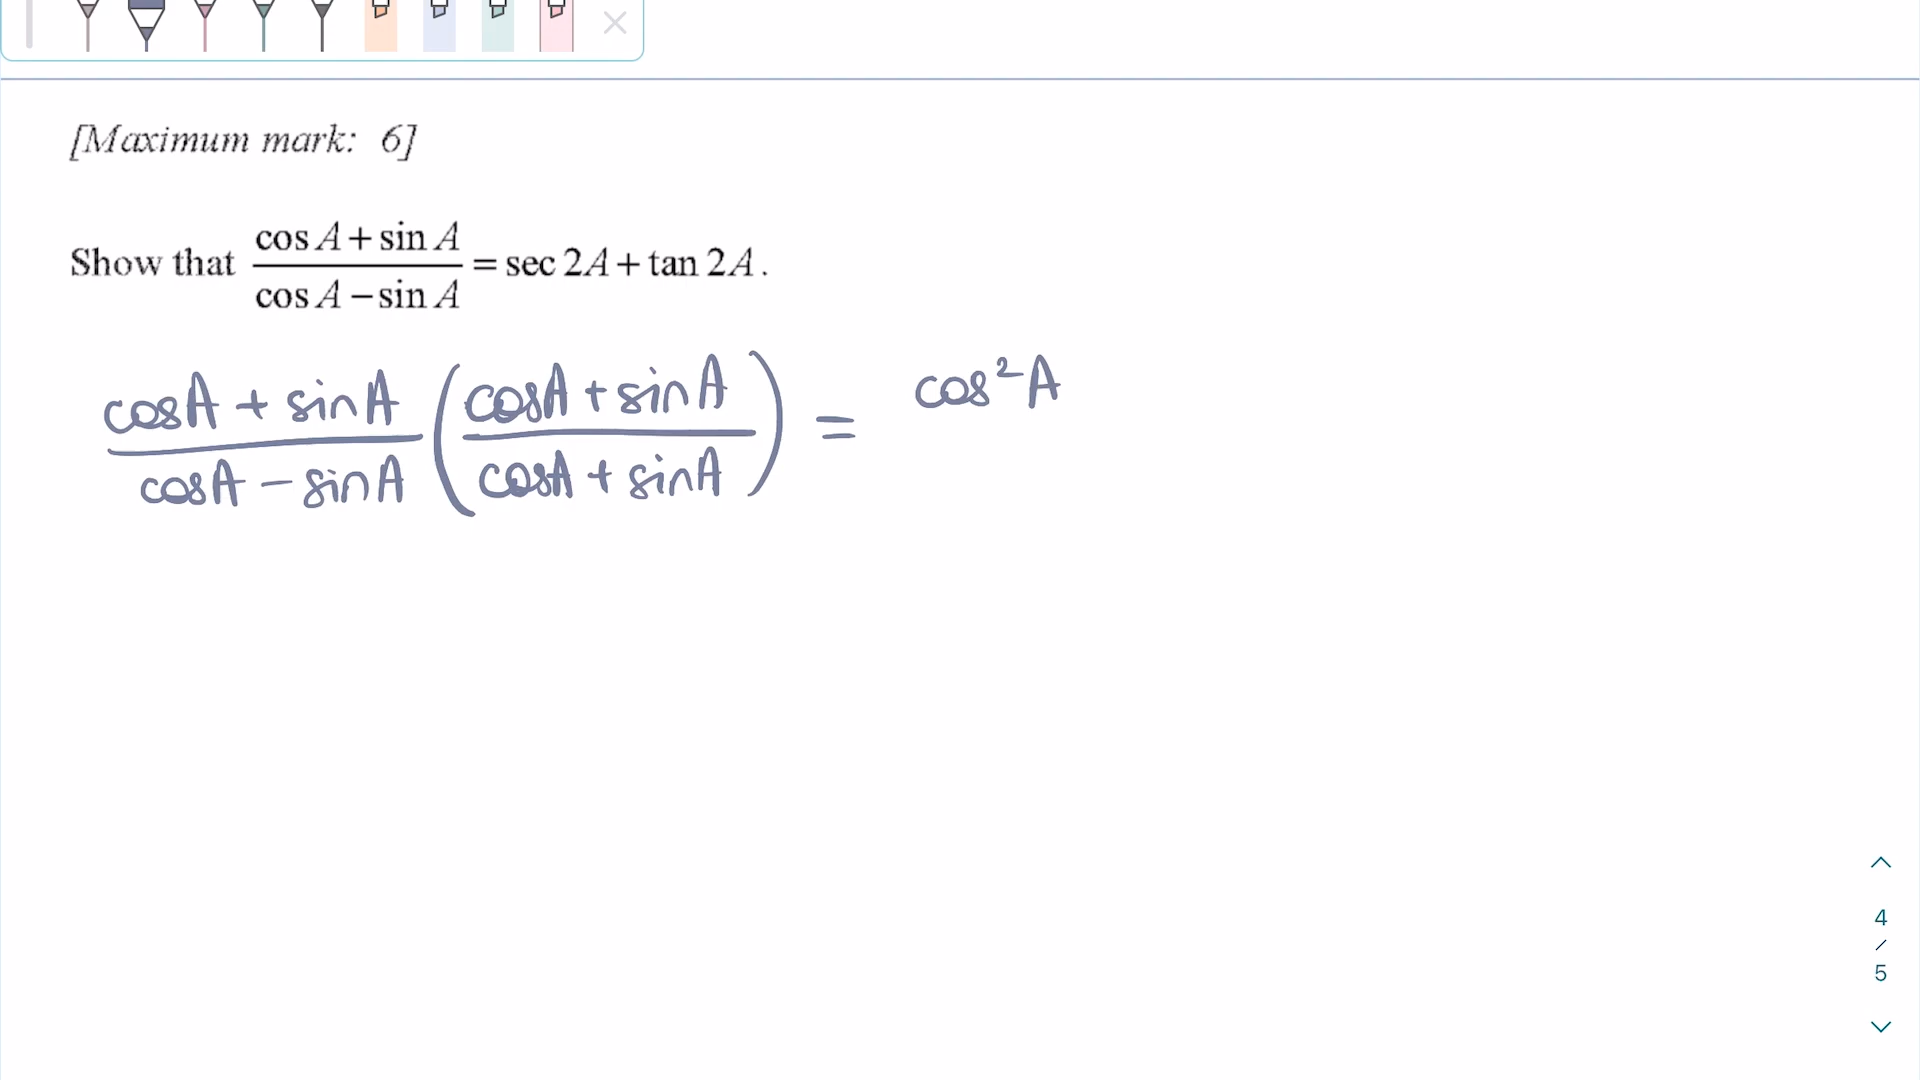 [Maximum mark: 6]
Show that (cos A + sin A)/(cos A − sin A) = sec 2A + tan 2A.
(cosA + sinA)/(cosA − sinA) ((cosA + sinA)/(cosA + sinA)) = cos²A
4
/
5